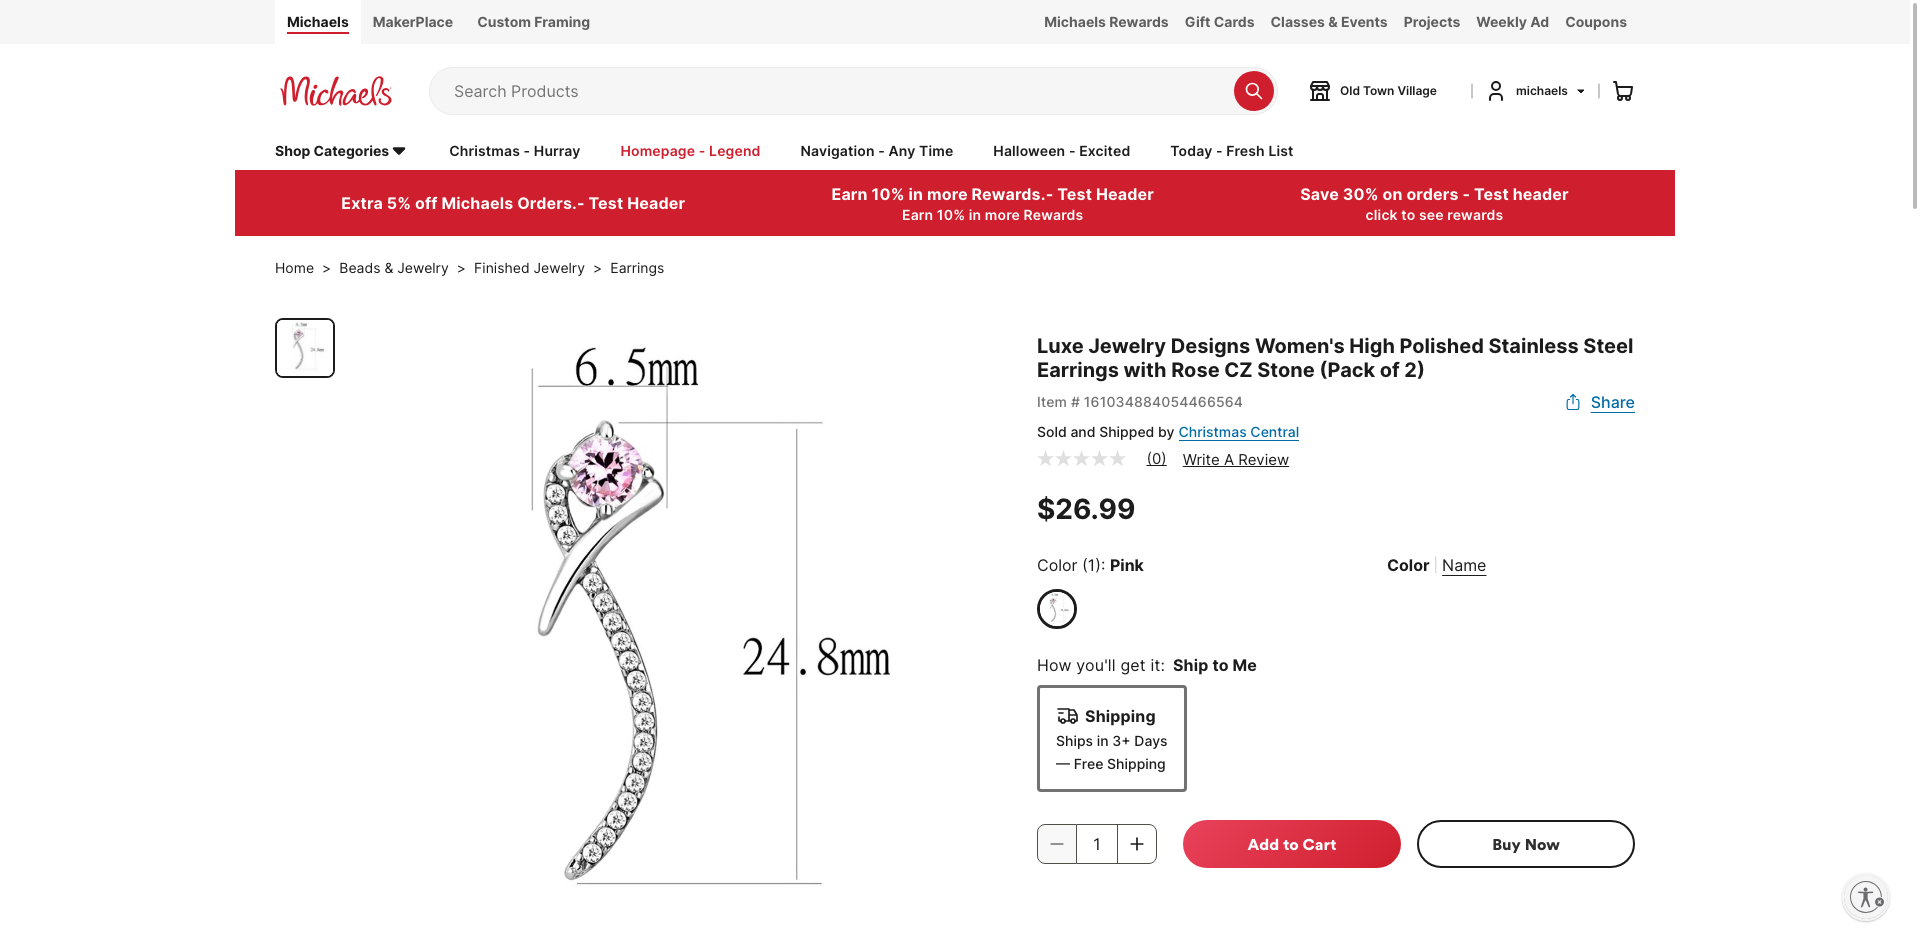 Michaels
MakerPlace
Custom Framing
Michaels Rewards
Gift Cards
Classes & Events
Projects
Weekly Ad
Coupons
Michaels
Search Products
Old Town Village
michaels
Shop Categories
Christmas - Hurray
Homepage - Legend
Navigation - Any Time
Halloween - Excited
Today - Fresh List
Extra 5% off Michaels Orders.- Test Header
Earn 10% in more Rewards.- Test Header
Earn 10% in more Rewards
Save 30% on orders - Test header
click to see rewards
Home > Beads & Jewelry > Finished Jewelry > Earrings
6.5mm
24.8mm
Luxe Jewelry Designs Women's High Polished Stainless Steel
Earrings with Rose CZ Stone (Pack of 2)
Item # 161034884054466564
Share
Sold and Shipped by Christmas Central
(0)
Write A Review
$26.99
Color (1): Pink
Color | Name
How you'll get it: Ship to Me
Shipping
Ships in 3+ Days
— Free Shipping
1
Add to Cart
Buy Now